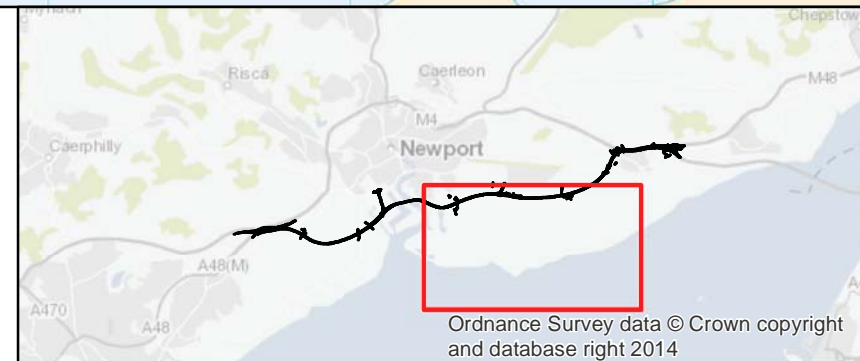 Chepstow
Risca
Caerleon
M48
M4
Caerphilly
Newport
A48(M)
A470
A48
Ordnance Survey data © Crown copyright
and database right 2014